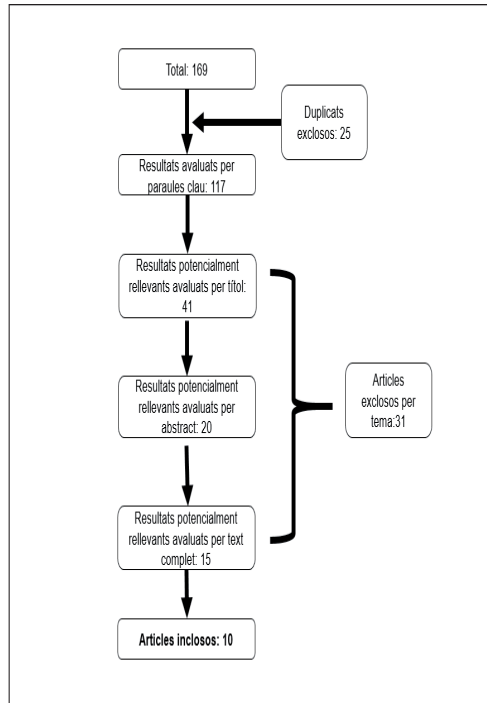 Total: 169
Duplicats
exclosos: 25
Resultats avaluats per
paraules clau: 117
Resultats potencialment
rellevants avaluats per títol:
41
Resultats potencialment
rellevants avaluats per
abstract: 20
Articles
exclosos per
tema:31
Resultats potencialment
rellevants avaluats per text
complet: 15
Articles inclosos: 10